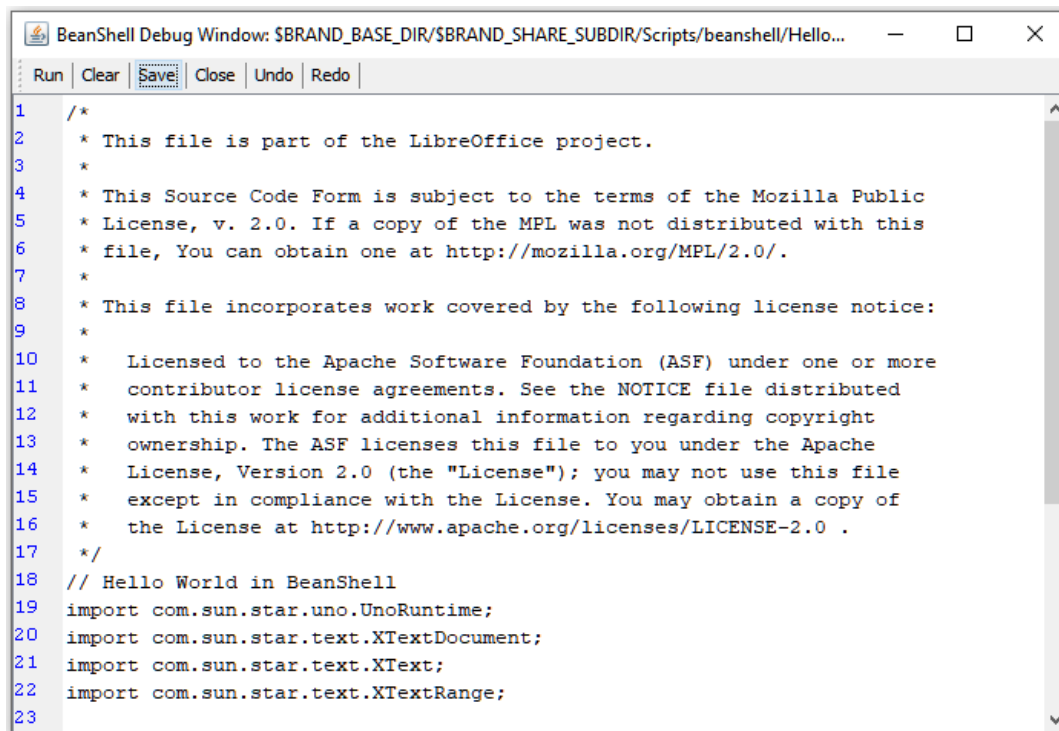 BeanShell Debug Window: $BRAND_BASE_DIR/$BRAND_SHARE_SUBDIR/Scripts/beanshell/Hello...
Run Clear Save Close Undo Redo
1 /*
2  * This file is part of the LibreOffice project.
3  *
4  * This Source Code Form is subject to the terms of the Mozilla Public
5  * License, v. 2.0. If a copy of the MPL was not distributed with this
6  * file, You can obtain one at http://mozilla.org/MPL/2.0/.
7  *
8  * This file incorporates work covered by the following license notice:
9  *
10  *   Licensed to the Apache Software Foundation (ASF) under one or more
11  *   contributor license agreements. See the NOTICE file distributed
12  *   with this work for additional information regarding copyright
13  *   ownership. The ASF licenses this file to you under the Apache
14  *   License, Version 2.0 (the "License"); you may not use this file
15  *   except in compliance with the License. You may obtain a copy of
16  *   the License at http://www.apache.org/licenses/LICENSE-2.0 .
17  */
18 // Hello World in BeanShell
19 import com.sun.star.uno.UnoRuntime;
20 import com.sun.star.text.XTextDocument;
21 import com.sun.star.text.XText;
22 import com.sun.star.text.XTextRange;
23